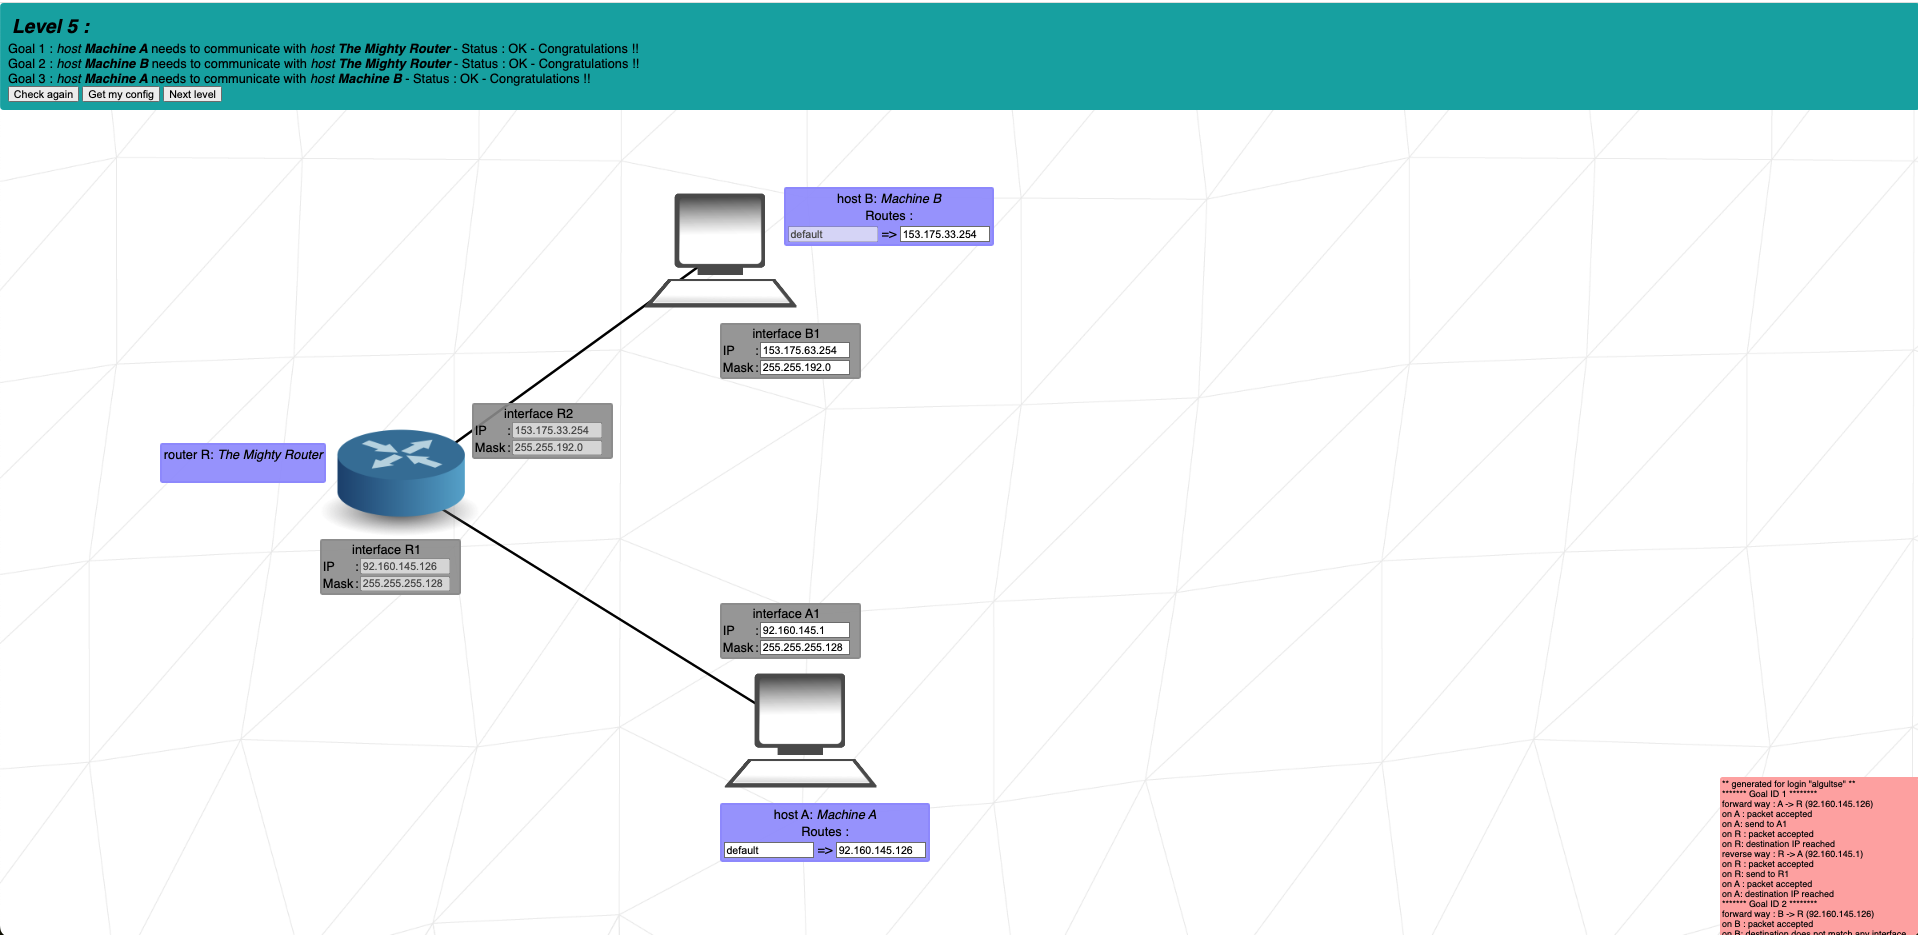 Level 5 :
Goal 1 : host Machine A needs to communicate with host The Mighty Router - Status : OK - Congratulations !!
Goal 2 : host Machine B needs to communicate with host The Mighty Router - Status : OK - Congratulations !!
Goal 3 : host Machine A needs to communicate with host Machine B - Status : OK - Congratulations !!
Check again Get my config Next level
host B: Machine B
Routes :
default => 153.175.33.254
interface B1
IP : 153.175.63.254
Mask : 255.255.192.0
interface R2
IP : 153.175.33.254
Mask : 255.255.192.0
router R: The Mighty Router
interface R1
IP : 92.160.145.126
Mask : 255.255.255.128
interface A1
IP : 92.160.145.1
Mask : 255.255.255.128
host A: Machine A
Routes :
default => 92.160.145.126
** generated for login "algultse" **
******* Goal ID 1 ********
forward way : A -> R (92.160.145.126)
on A : packet accepted
on A: send to A1
on R : packet accepted
on R: destination IP reached
reverse way : R -> A (92.160.145.1)
on R : packet accepted
on R: send to R1
on A : packet accepted
on A: destination IP reached
******* Goal ID 2 ********
forward way : B -> R (92.160.145.126)
on B : packet accepted
on B: destination does not match any interface